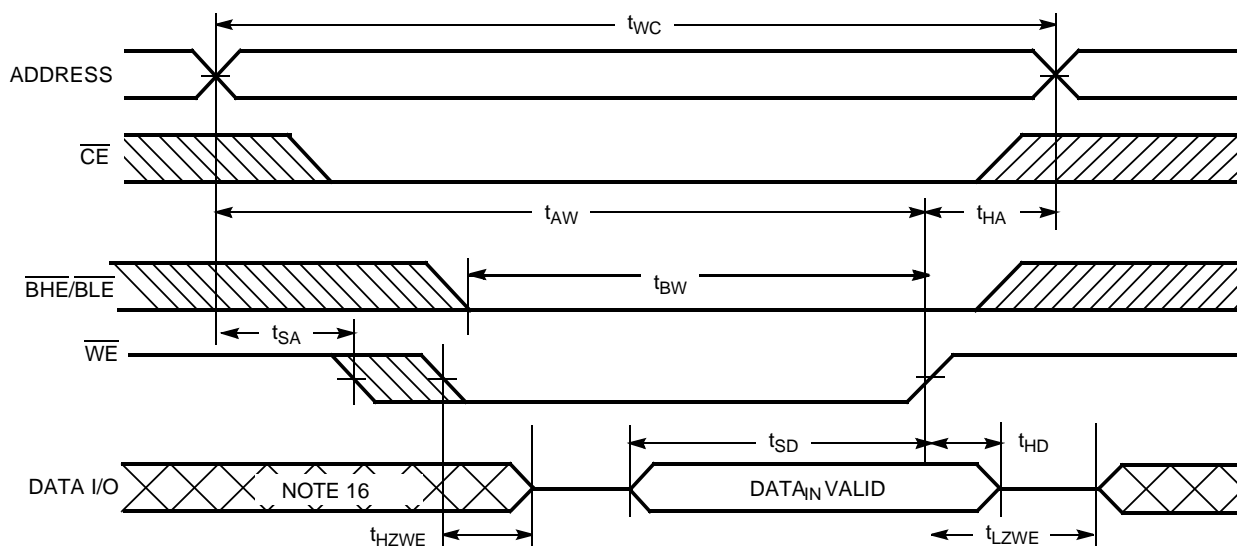 tWC
ADDRESS
CE
tAW
tHA
BHE/BLE
tBW
tSA
WE
tSD
tHD
DATA I/O
NOTE 16
DATAIN VALID
tHZWE
tLZWE